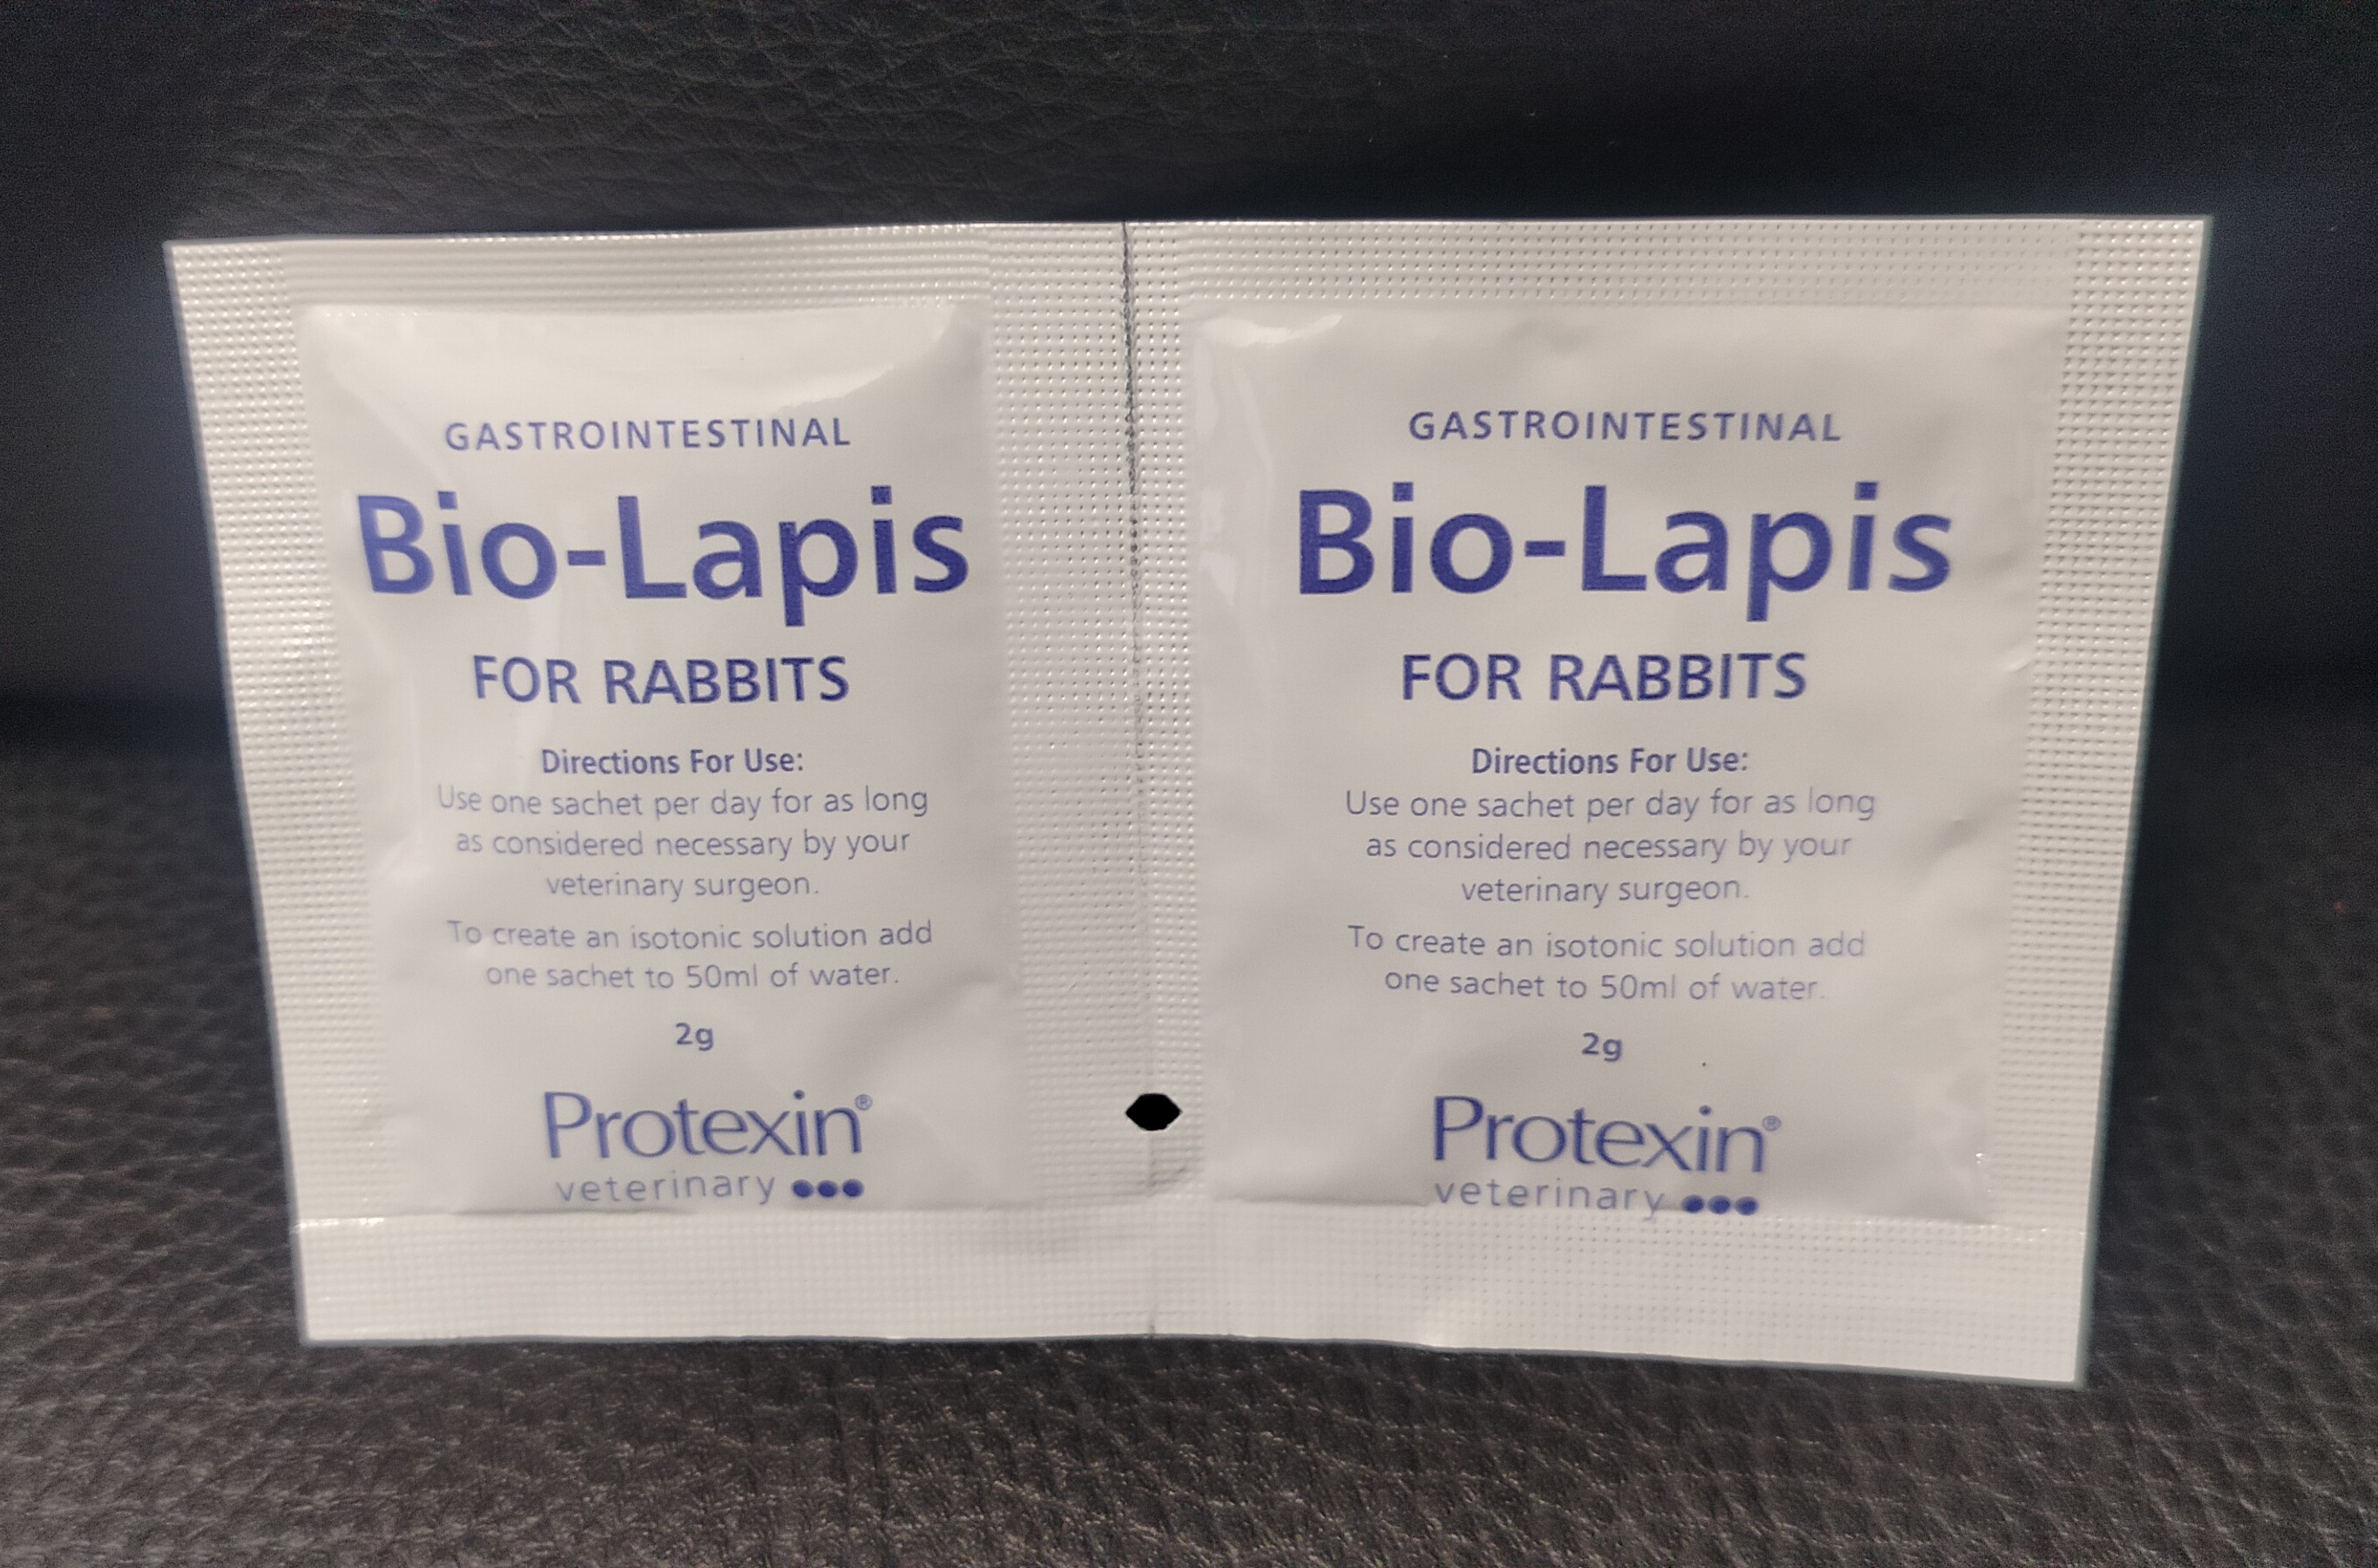 GASTROINTESTINAL
Bio-Lapis
FOR RABBITS
Directions For Use:
Use one sachet per day for as long
as considered necessary by your
veterinary surgeon.
To create an isotonic solution add
one sachet to 50ml of water.
2g
Protexin®
veterinary
GASTROINTESTINAL
Bio-Lapis
FOR RABBITS
Directions For Use:
Use one sachet per day for as long
as considered necessary by your
veterinary surgeon.
To create an isotonic solution add
one sachet to 50ml of water.
2g
Protexin®
veterinary